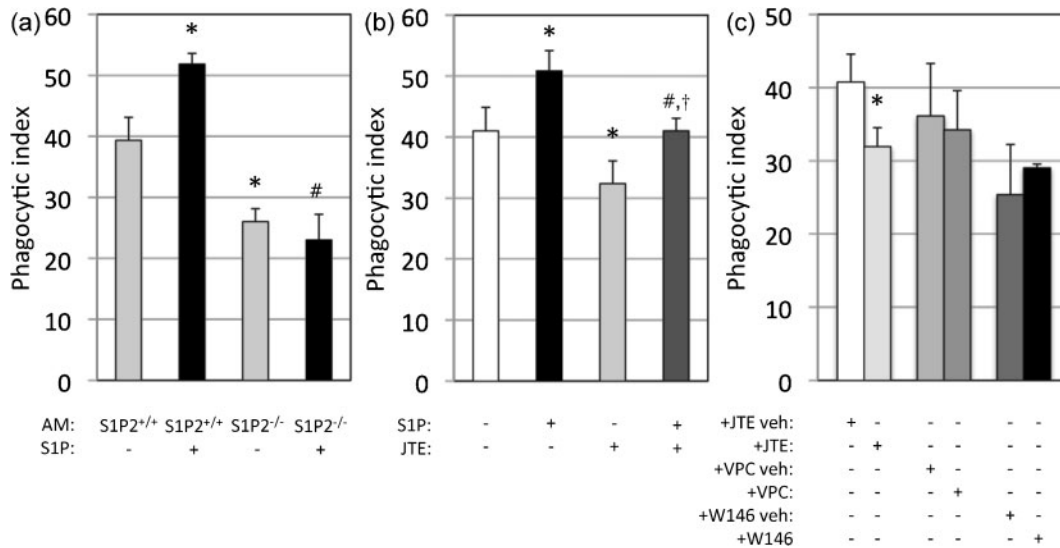 (a)
60
50
40
30
20
10
0
Phagocytic index
*
*
#
AM: S1P2+/+ S1P2+/+ S1P2-/- S1P2-/-
S1P: - + - +
(b)
60
50
40
30
20
10
0
Phagocytic index
*
*
#,†
S1P: - + - +
JTE: - - + +
(c)
50
40
30
20
10
0
Phagocytic index
*
+JTE veh: + - - - - -
+JTE: - + - - - -
+VPC veh: - - + - - -
+VPC: - - - + - -
+W146 veh: - - - - + -
+W146 - - - - - +